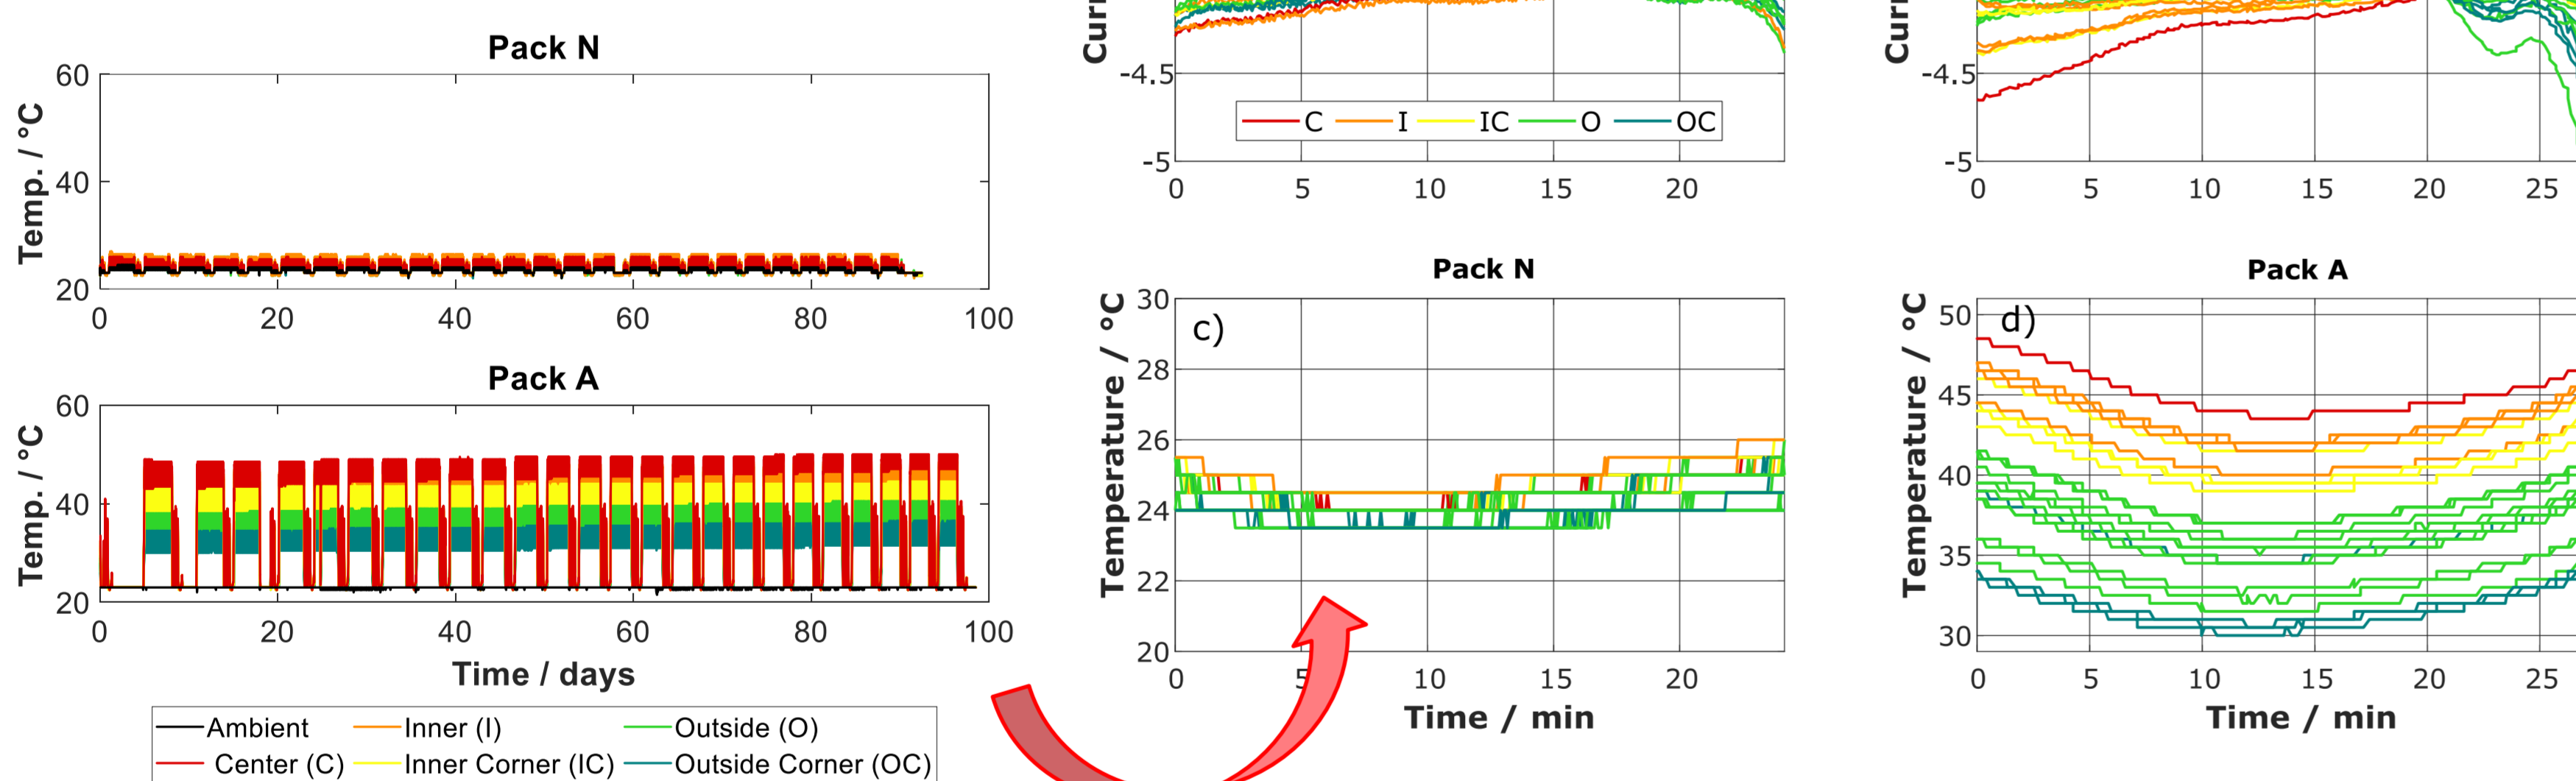 Pack N
Temp. / °C
60
40
20
0 20 40 60 80 100
Pack A
Temp. / °C
60
40
20
0 20 40 60 80 100
Time / days
Ambient Inner (I) Outside (O)
Center (C) Inner Corner (IC) Outside Corner (OC)
-4.5
C I IC O OC
-5
0 5 10 15 20
-4.5
-5
0 5 10 15 20 25
Pack N
c)
Temperature / °C
30
28
26
24
22
20
0 5 10 15 20
Time / min
Pack A
d)
Temperature / °C
50
45
40
35
30
0 5 10 15 20 25
Time / min